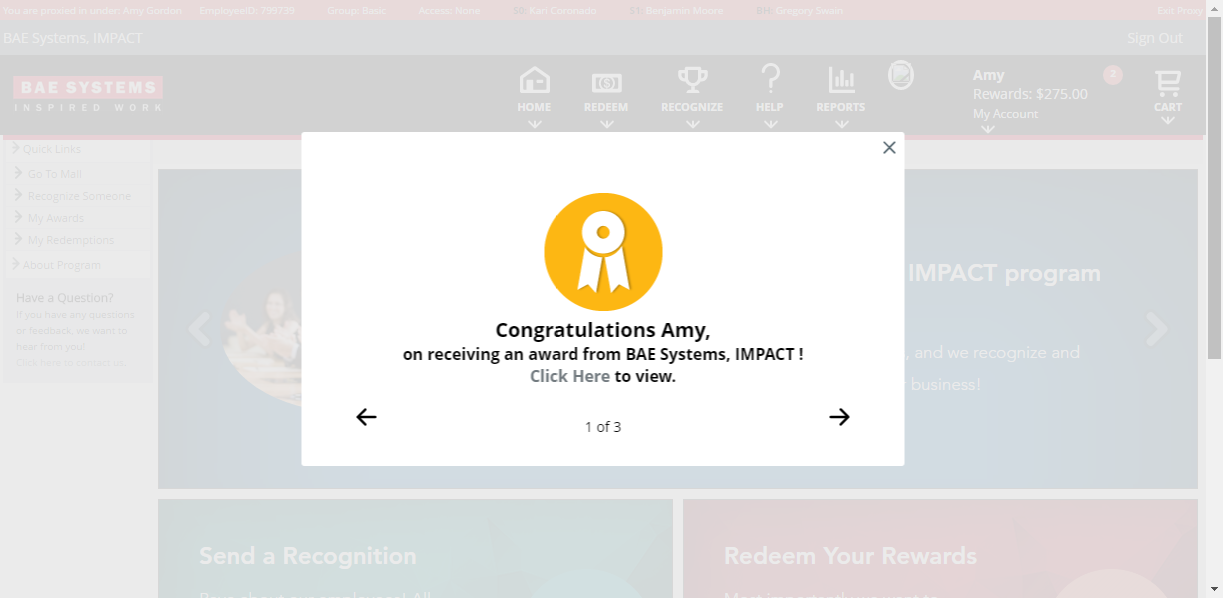 You are proxied in under: Amy Gordon EmployeeID: 799739 Group: Basic Access: None SD Kari Coronado ST Benjamin Moore BH Gregory Swain Exit Proxy
BAE Systems, IMPACT Sign Out
BAE SYSTEMS
INSPIRED WORK
HOME REDEEM RECOGNIZE HELP REPORTS
Amy 2
Rewards: $275.00
My Account
CART
Quick Links
Go To Mall
Recognize Someone
My Awards
My Redemptions
About Program
Have a Question?
If you have any questions
or feedback, we want to
hear from you!
Click here to contact us.
IMPACT program
, and we recognize and
business!
Congratulations Amy,
on receiving an award from BAE Systems, IMPACT !
Click Here to view.
1 of 3
Send a Recognition
Redeem Your Rewards